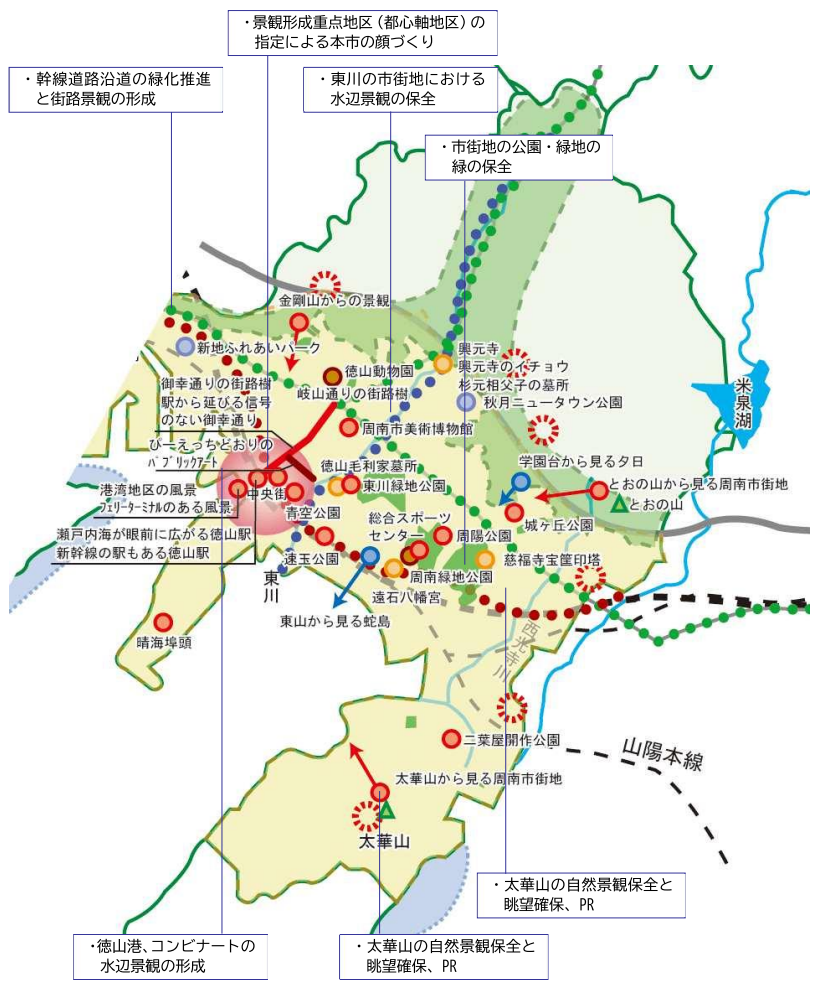 ・景観形成重点地区（都心軸地区）の
指定による本市の顔づくり
・幹線道路沿道の緑化推進
と街路景観の形成
・東川の市街地における
水辺景観の保全
・市街地の公園・緑地の
緑の保全
金剛山からの景観
新地ふれあいパーク
興元寺
興元寺のイチョウ
杉元相父子の墓所
秋月ニュータウン公園
徳山動物園
岐山通りの街路樹
御幸通りの街路樹
駅から延びる信号
のない御幸通り
周南市美術博物館
ぴーえっちどおりの
パブリックアート
米泉湖
徳山毛利家墓所
東川緑地公園
学園台から見る夕日
とおの山から見る周南市街地
とおの山
港湾地区の風景
フェリーターミナルのある風景
中央街
青空公園
総合スポーツ
センター
周陽公園
城ヶ丘公園
瀬戸内海が眼前に広がる徳山駅
新幹線の駅もある徳山駅
速玉公園
慈福寺宝篋印塔
周南緑地公園
東川
遠石八幡宮
東山から見る蛇島
晴海埠頭
西光寺川
二葉屋開作公園
山陽本線
太華山から見る周南市街地
太華山
・太華山の自然景観保全と
眺望確保、PR
・徳山港、コンビナートの
水辺景観の形成
・太華山の自然景観保全と
眺望確保、PR